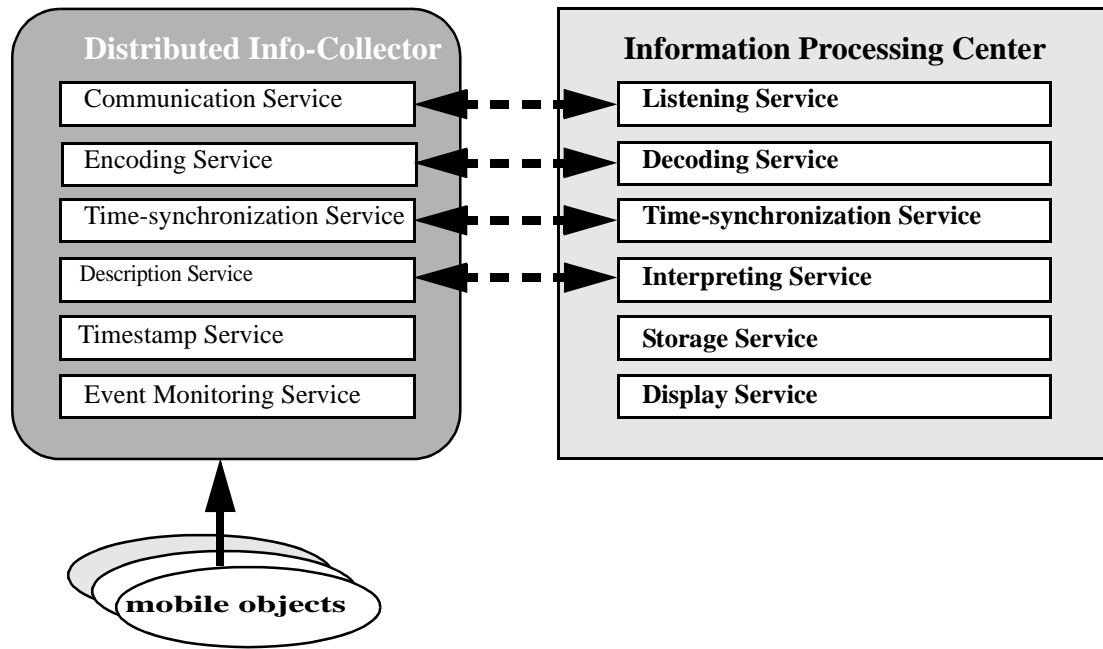 Distributed Info-Collector
Communication Service
Encoding Service
Time-synchronization Service
Description Service
Timestamp Service
Event Monitoring Service
Information Processing Center
Listening Service
Decoding Service
Time-synchronization Service
Interpreting Service
Storage Service
Display Service
mobile objects